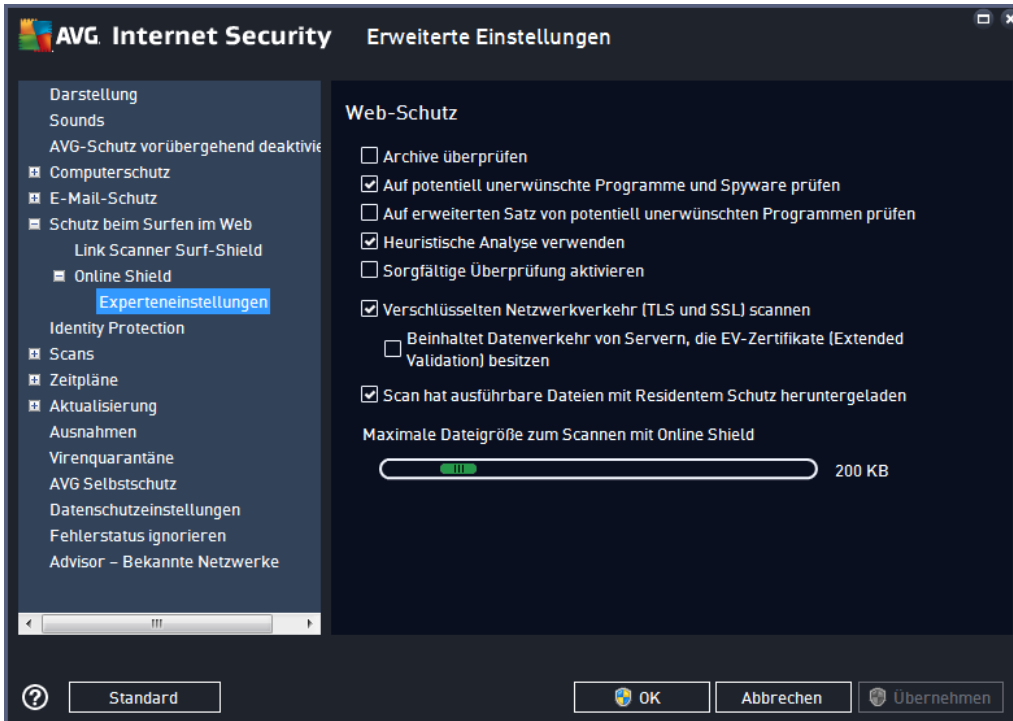 AVG. Internet Security
Erweiterte Einstellungen
Darstellung
Sounds
AVG-Schutz vorübergehend deaktivie
Computerschutz
E-Mail-Schutz
Schutz beim Surfen im Web
Link Scanner Surf-Shield
Online Shield
Experteneinstellungen
Identity Protection
Scans
Zeitpläne
Aktualisierung
Ausnahmen
Virenquarantäne
AVG Selbstschutz
Datenschutzeinstellungen
Fehlerstatus ignorieren
Advisor – Bekannte Netzwerke
Web-Schutz
Archive überprüfen
Auf potentiell unerwünschte Programme und Spyware prüfen
Auf erweiterten Satz von potentiell unerwünschten Programmen prüfen
Heuristische Analyse verwenden
Sorgfältige Überprüfung aktivieren
Verschlüsselten Netzwerkverkehr (TLS und SSL) scannen
Beinhaltet Datenverkehr von Servern, die EV-Zertifikate (Extended
Validation) besitzen
Scan hat ausführbare Dateien mit Residentem Schutz heruntergeladen
Maximale Dateigröße zum Scannen mit Online Shield
200 KB
Standard
OK
Abbrechen
Übernehmen